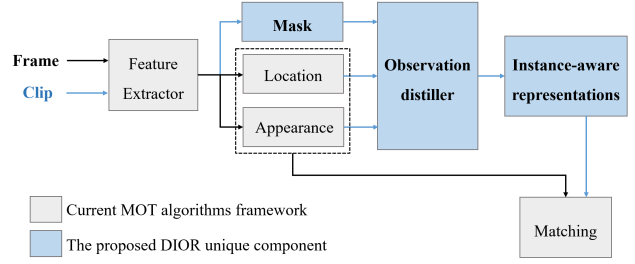 Mask
Frame
Clip
Feature
Extractor
Location
Appearance
Observation
distiller
Instance-aware
representations
Current MOT algorithms framework
The proposed DIOR unique component
Matching